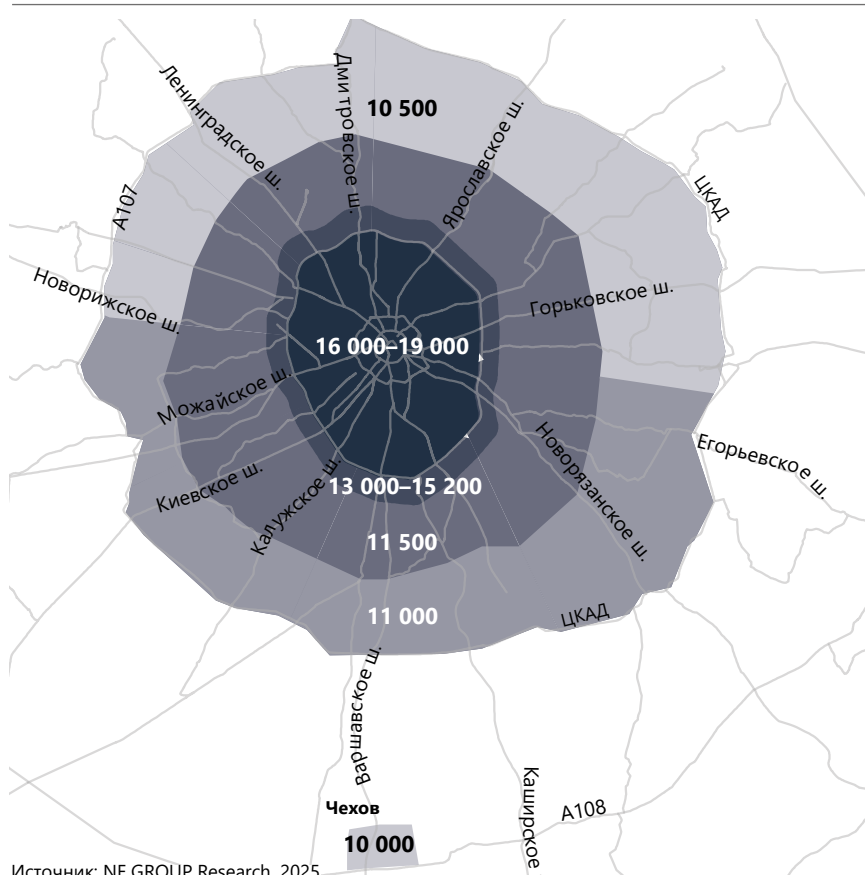 Ленинградское ш.
Дмитровское ш.
10 500
Ярославское ш.
ЦКАД
А107
Новорижское ш.
Горьковское ш.
16 000–19 000
Можайское ш.
Новорязанское ш.
Егорьевское ш.
Киевское ш.
Калужское ш.
13 000–15 200
11 500
11 000
ЦКАД
Варшавское ш.
Каширское
А108
Чехов
10 000
Источник: NF GROUP Research, 2025